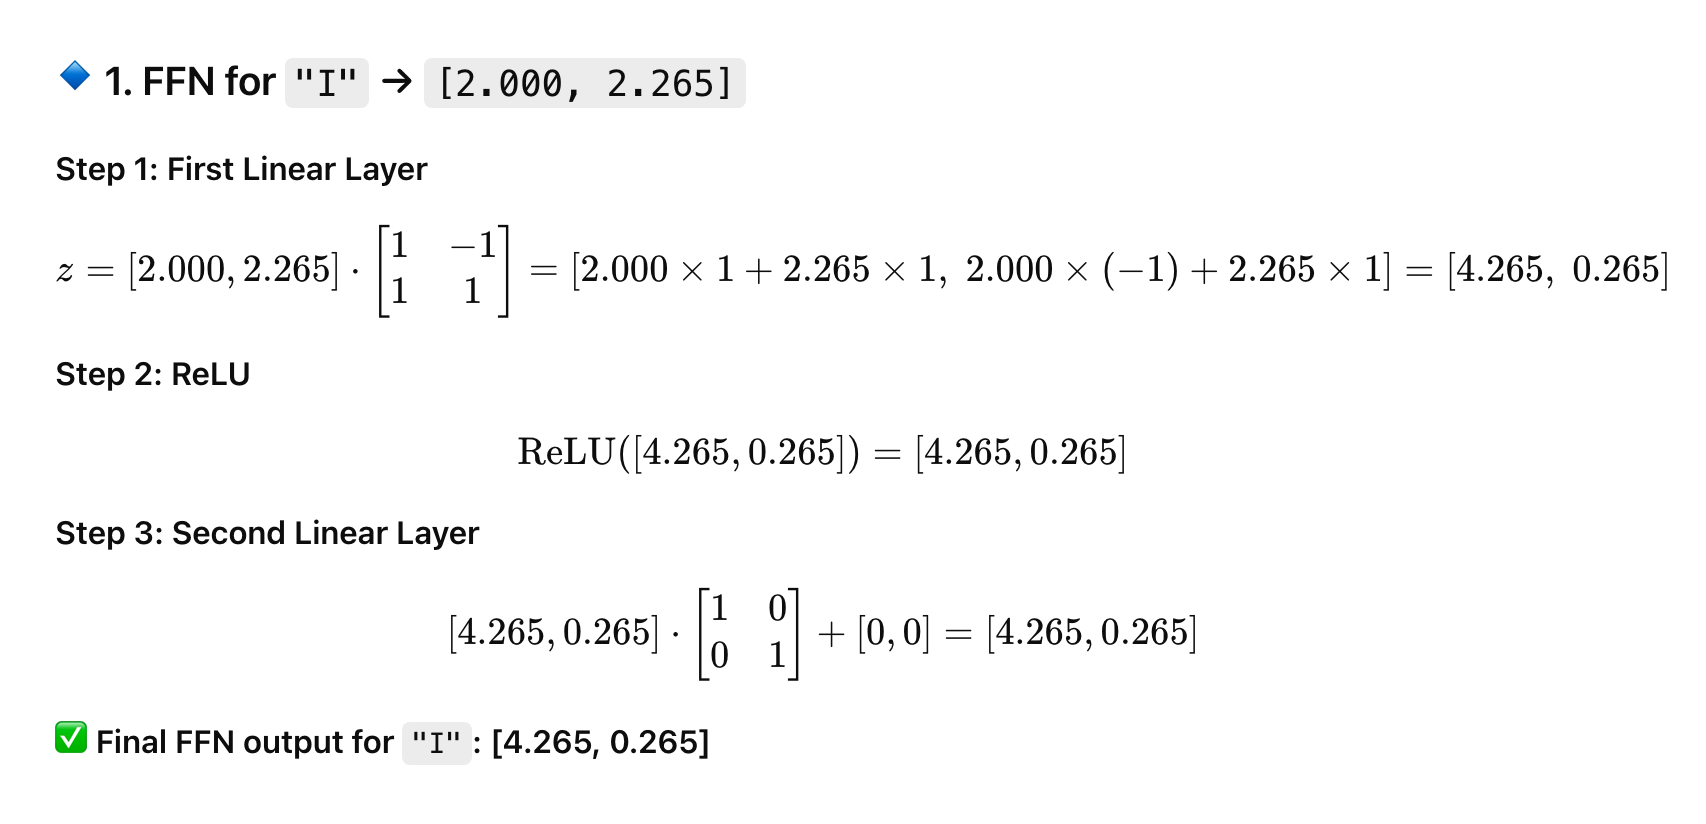 🔷 1. FFN for "I" → [2.000, 2.265]
Step 1: First Linear Layer
z = [2.000, 2.265] · [1 −1; 1 1] = [2.000 × 1 + 2.265 × 1, 2.000 × (−1) + 2.265 × 1] = [4.265, 0.265]
Step 2: ReLU
ReLU([4.265, 0.265]) = [4.265, 0.265]
Step 3: Second Linear Layer
[4.265, 0.265] · [1 0; 0 1] + [0, 0] = [4.265, 0.265]
✅ Final FFN output for "I": [4.265, 0.265]